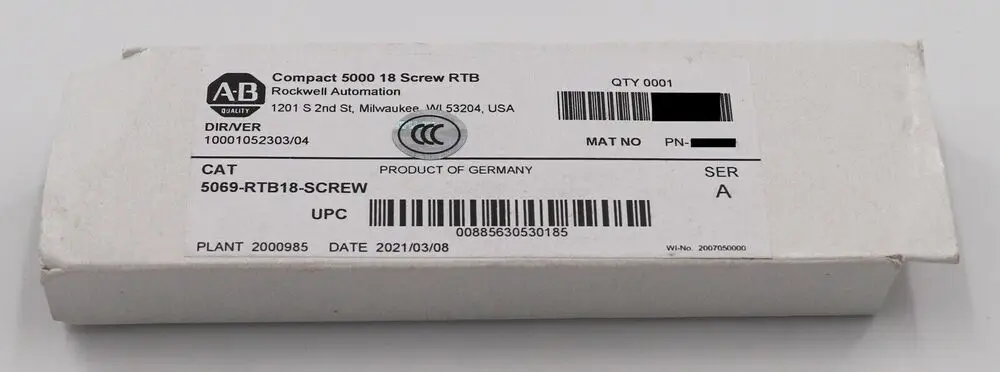 A-B
QUALITY
Compact 5000 18 Screw RTB
Rockwell Automation
1201 S 2nd St, Milwaukee, WI 53204, USA
DIR/VER
10001052303/04
CCC
QTY 0001
MAT NO PN-
CAT
5069-RTB18-SCREW
PRODUCT OF GERMANY
SER
A
UPC
00885630530185
PLANT 2000985 DATE 2021/03/08
WI-No. 2007050000